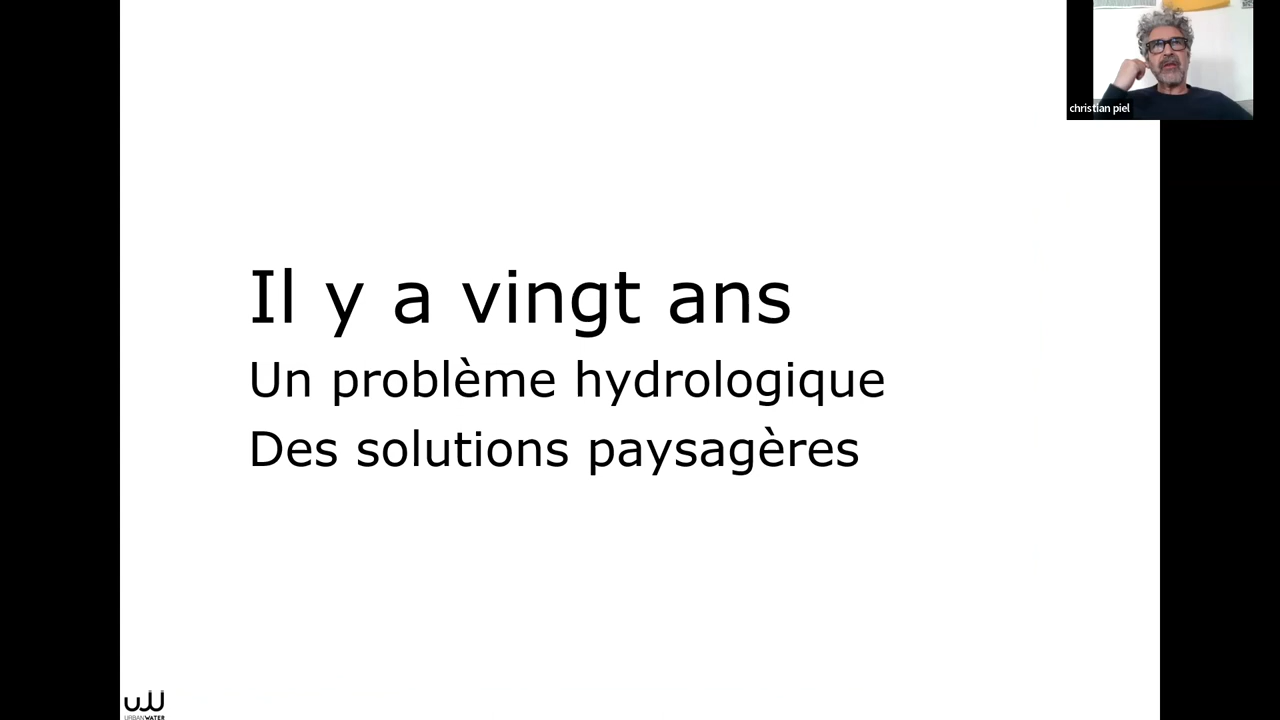 christian piel
Il y a vingt ans
Un problème hydrologique
Des solutions paysagères
URBANWATER